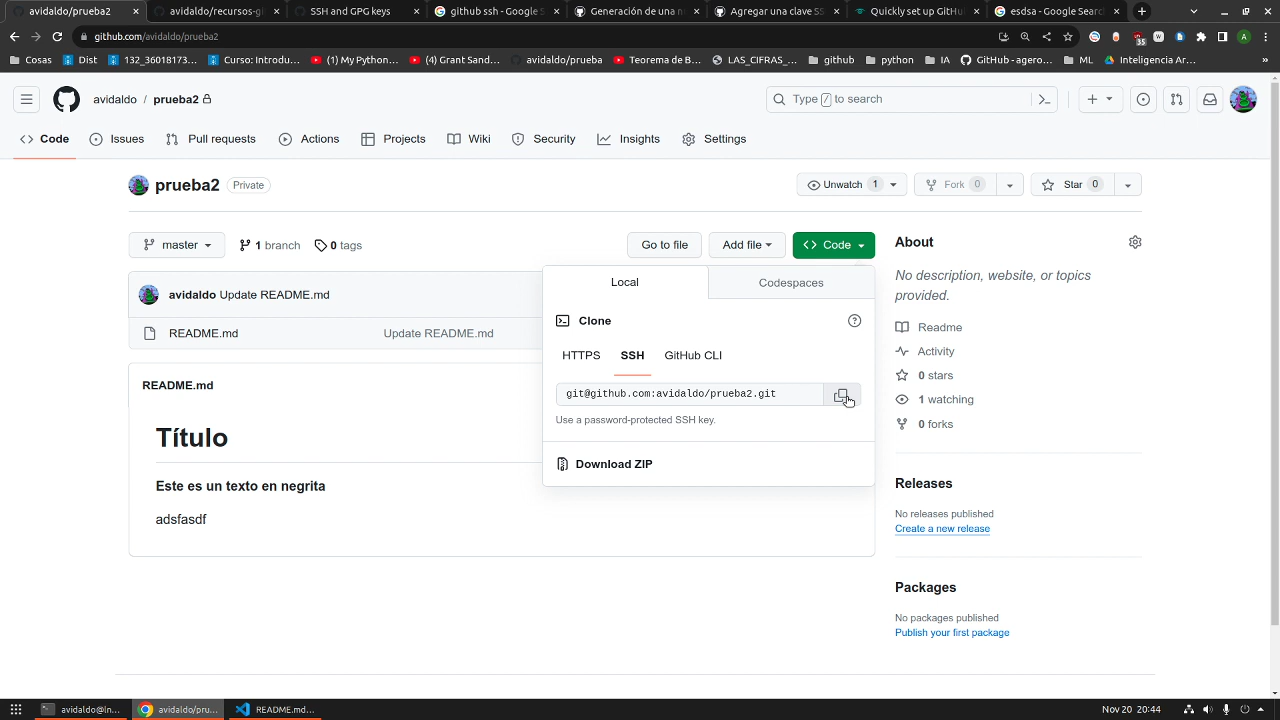 avidaldo/prueba2
avidaldo/recursos-gi
SSH and GPG keys
github ssh - Google S
Generación de una n
Agregar una clave SS
Quickly set up GitHu
esdsa - Google Searc
github.com/avidaldo/prueba2
35
A
Cosas
Dist
132_36018173...
Curso: Introdu...
(1) My Python...
(4) Grant Sand...
avidaldo/prueba
Teorema de B...
LAS_CIFRAS_...
github
python
IA
GitHub - agero...
ML
Inteligencia Ar...
»
avidaldo / prueba2
Type / to search
Code
Issues
Pull requests
Actions
Projects
Wiki
Security
Insights
Settings
prueba2 Private
Unwatch 1
Fork 0
Star 0
master
1 branch
0 tags
Go to file
Add file
Code
avidaldo Update README.md
README.md
Update README.md
README.md
Título
Este es un texto en negrita
adsfasdf
Local
Codespaces
Clone
HTTPS
SSH
GitHub CLI
git@github.com:avidaldo/prueba2.git
Use a password-protected SSH key.
Download ZIP
About
No description, website, or topics
provided.
Readme
Activity
0 stars
1 watching
0 forks
Releases
No releases published
Create a new release
Packages
No packages published
Publish your first package
avidaldo@ln...
avidaldo/pru...
README.md...
Nov 20 20:44